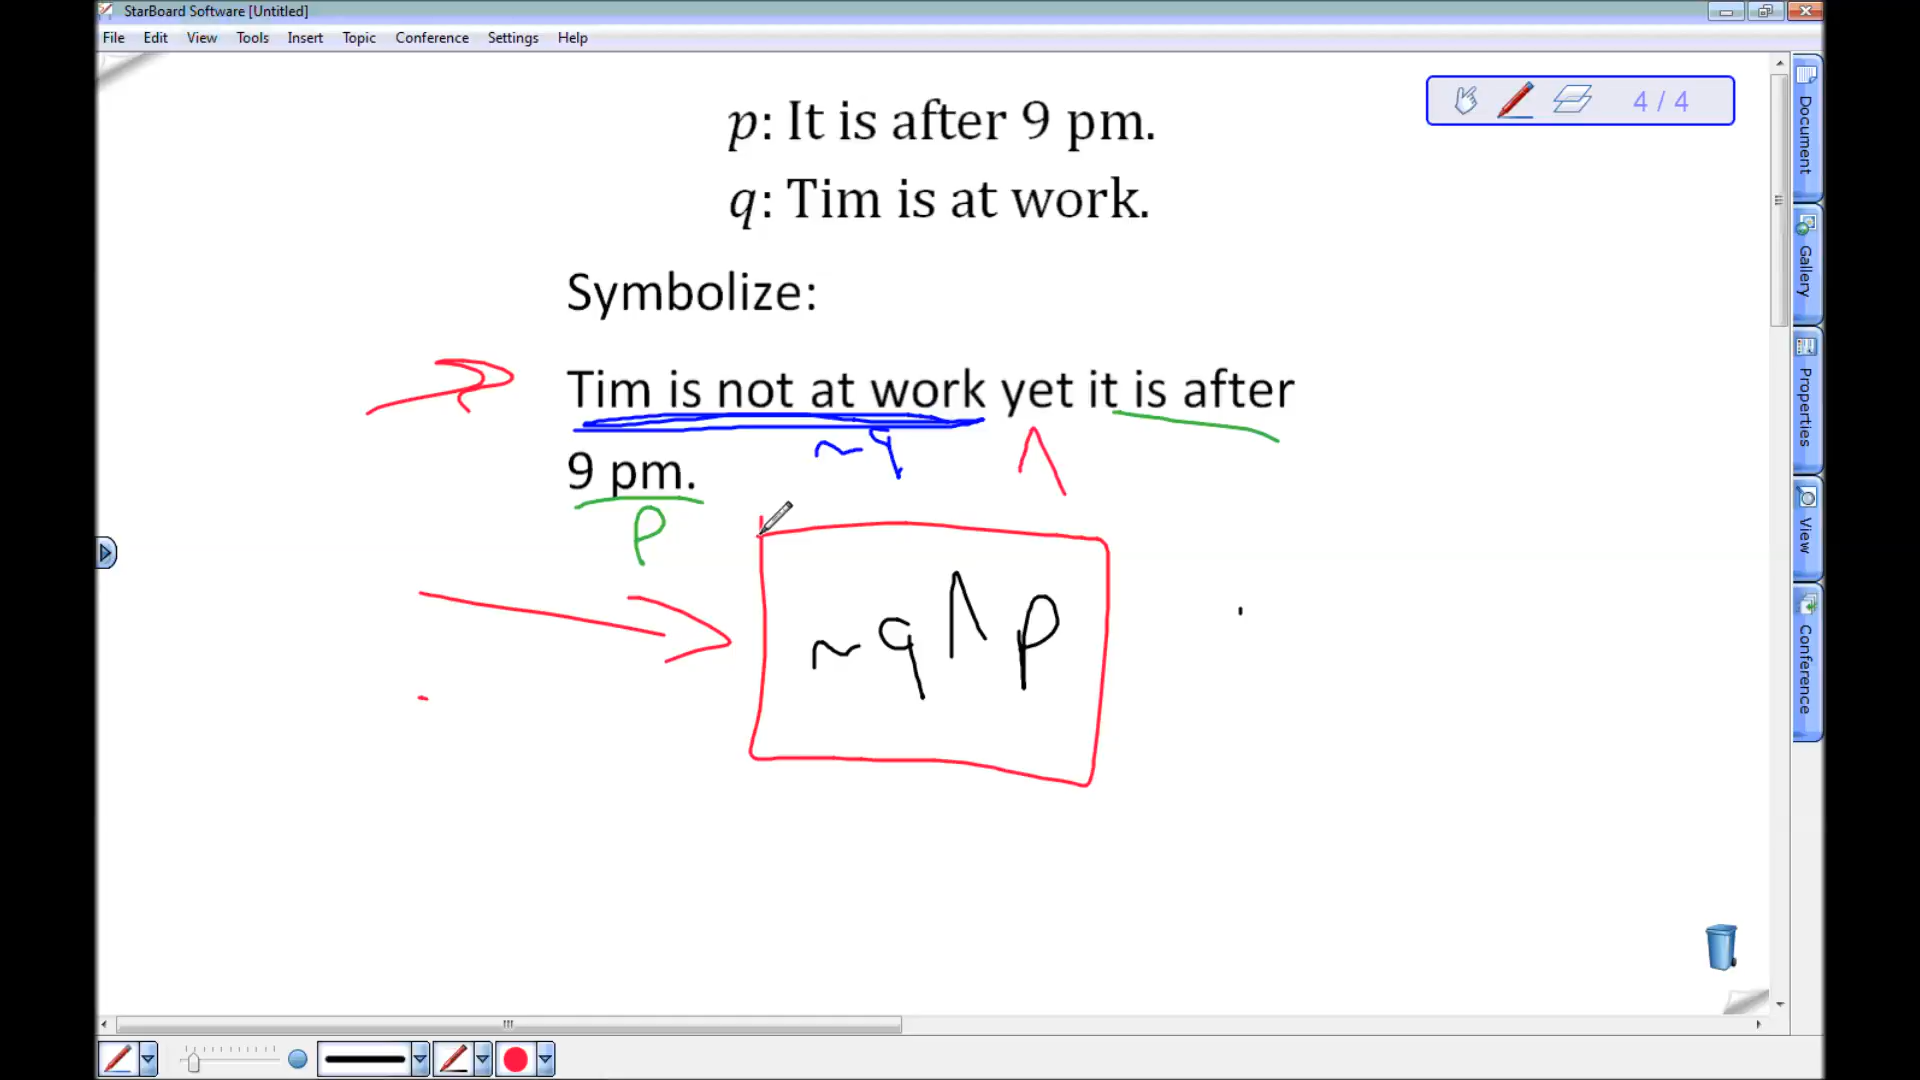 StarBoard Software [Untitled]
File Edit View Tools Insert Topic Conference Settings Help
4 / 4
p: It is after 9 pm.
q: Tim is at work.
Symbolize:
Tim is not at work yet it is after
~q ∧
9 pm.
p
~q ∧ p
Document
Gallery
Properties
View
Conference